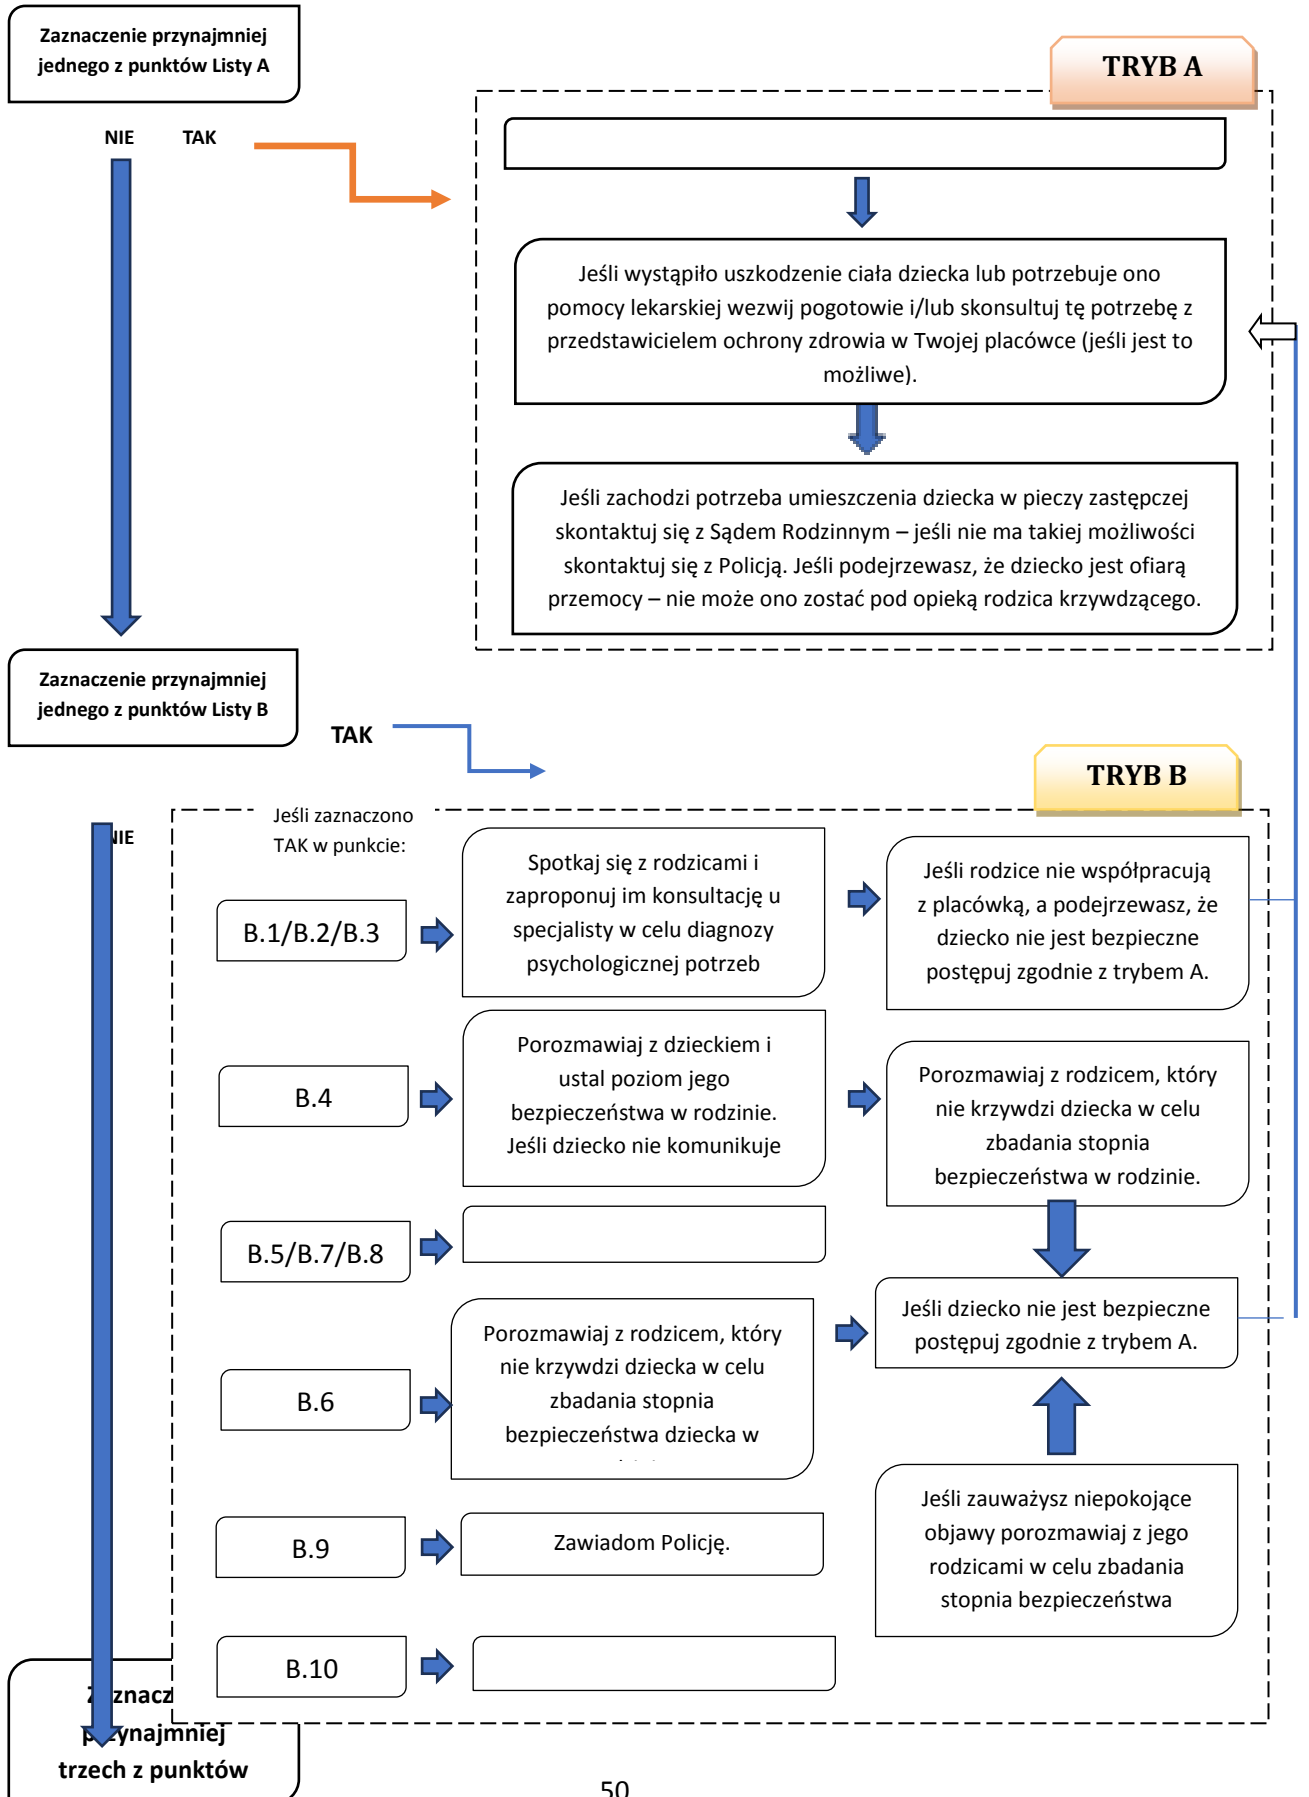 Zaznaczenie przynajmniej
jednego z punktów Listy A
TRYB A
NIE TAK
Jeśli wystąpiło uszkodzenie ciała dziecka lub potrzebuje ono
pomocy lekarskiej wezwij pogotowie i/lub skonsultuj tę potrzebę z
przedstawicielem ochrony zdrowia w Twojej placówce (jeśli jest to
możliwe).
Jeśli zachodzi potrzeba umieszczenia dziecka w pieczy zastępczej
skontaktuj się z Sądem Rodzinnym – jeśli nie ma takiej możliwości
skontaktuj się z Policją. Jeśli podejrzewasz, że dziecko jest ofiarą
przemocy – nie może ono zostać pod opieką rodzica krzywdzącego.
Zaznaczenie przynajmniej
jednego z punktów Listy B
TAK
TRYB B
NIE
Jeśli zaznaczono
TAK w punkcie:
B.1/B.2/B.3
Spotkaj się z rodzicami i
zaproponuj im konsultację u
specjalisty w celu diagnozy
psychologicznej potrzeb
Jeśli rodzice nie współpracują
z placówką, a podejrzewasz, że
dziecko nie jest bezpieczne
postępuj zgodnie z trybem A.
B.4
Porozmawiaj z dzieckiem i
ustal poziom jego
bezpieczeństwa w rodzinie.
Jeśli dziecko nie komunikuje
Porozmawiaj z rodzicem, który
nie krzywdzi dziecka w celu
zbadania stopnia
bezpieczeństwa w rodzinie.
B.5/B.7/B.8
Jeśli dziecko nie jest bezpieczne
postępuj zgodnie z trybem A.
B.6
Porozmawiaj z rodzicem, który
nie krzywdzi dziecka w celu
zbadania stopnia
bezpieczeństwa dziecka w
Jeśli zauważysz niepokojące
objawy porozmawiaj z jego
rodzicami w celu zbadania
stopnia bezpieczeństwa
B.9
Zawiadom Policję.
B.10
przynajmniej
trzech z punktów
50